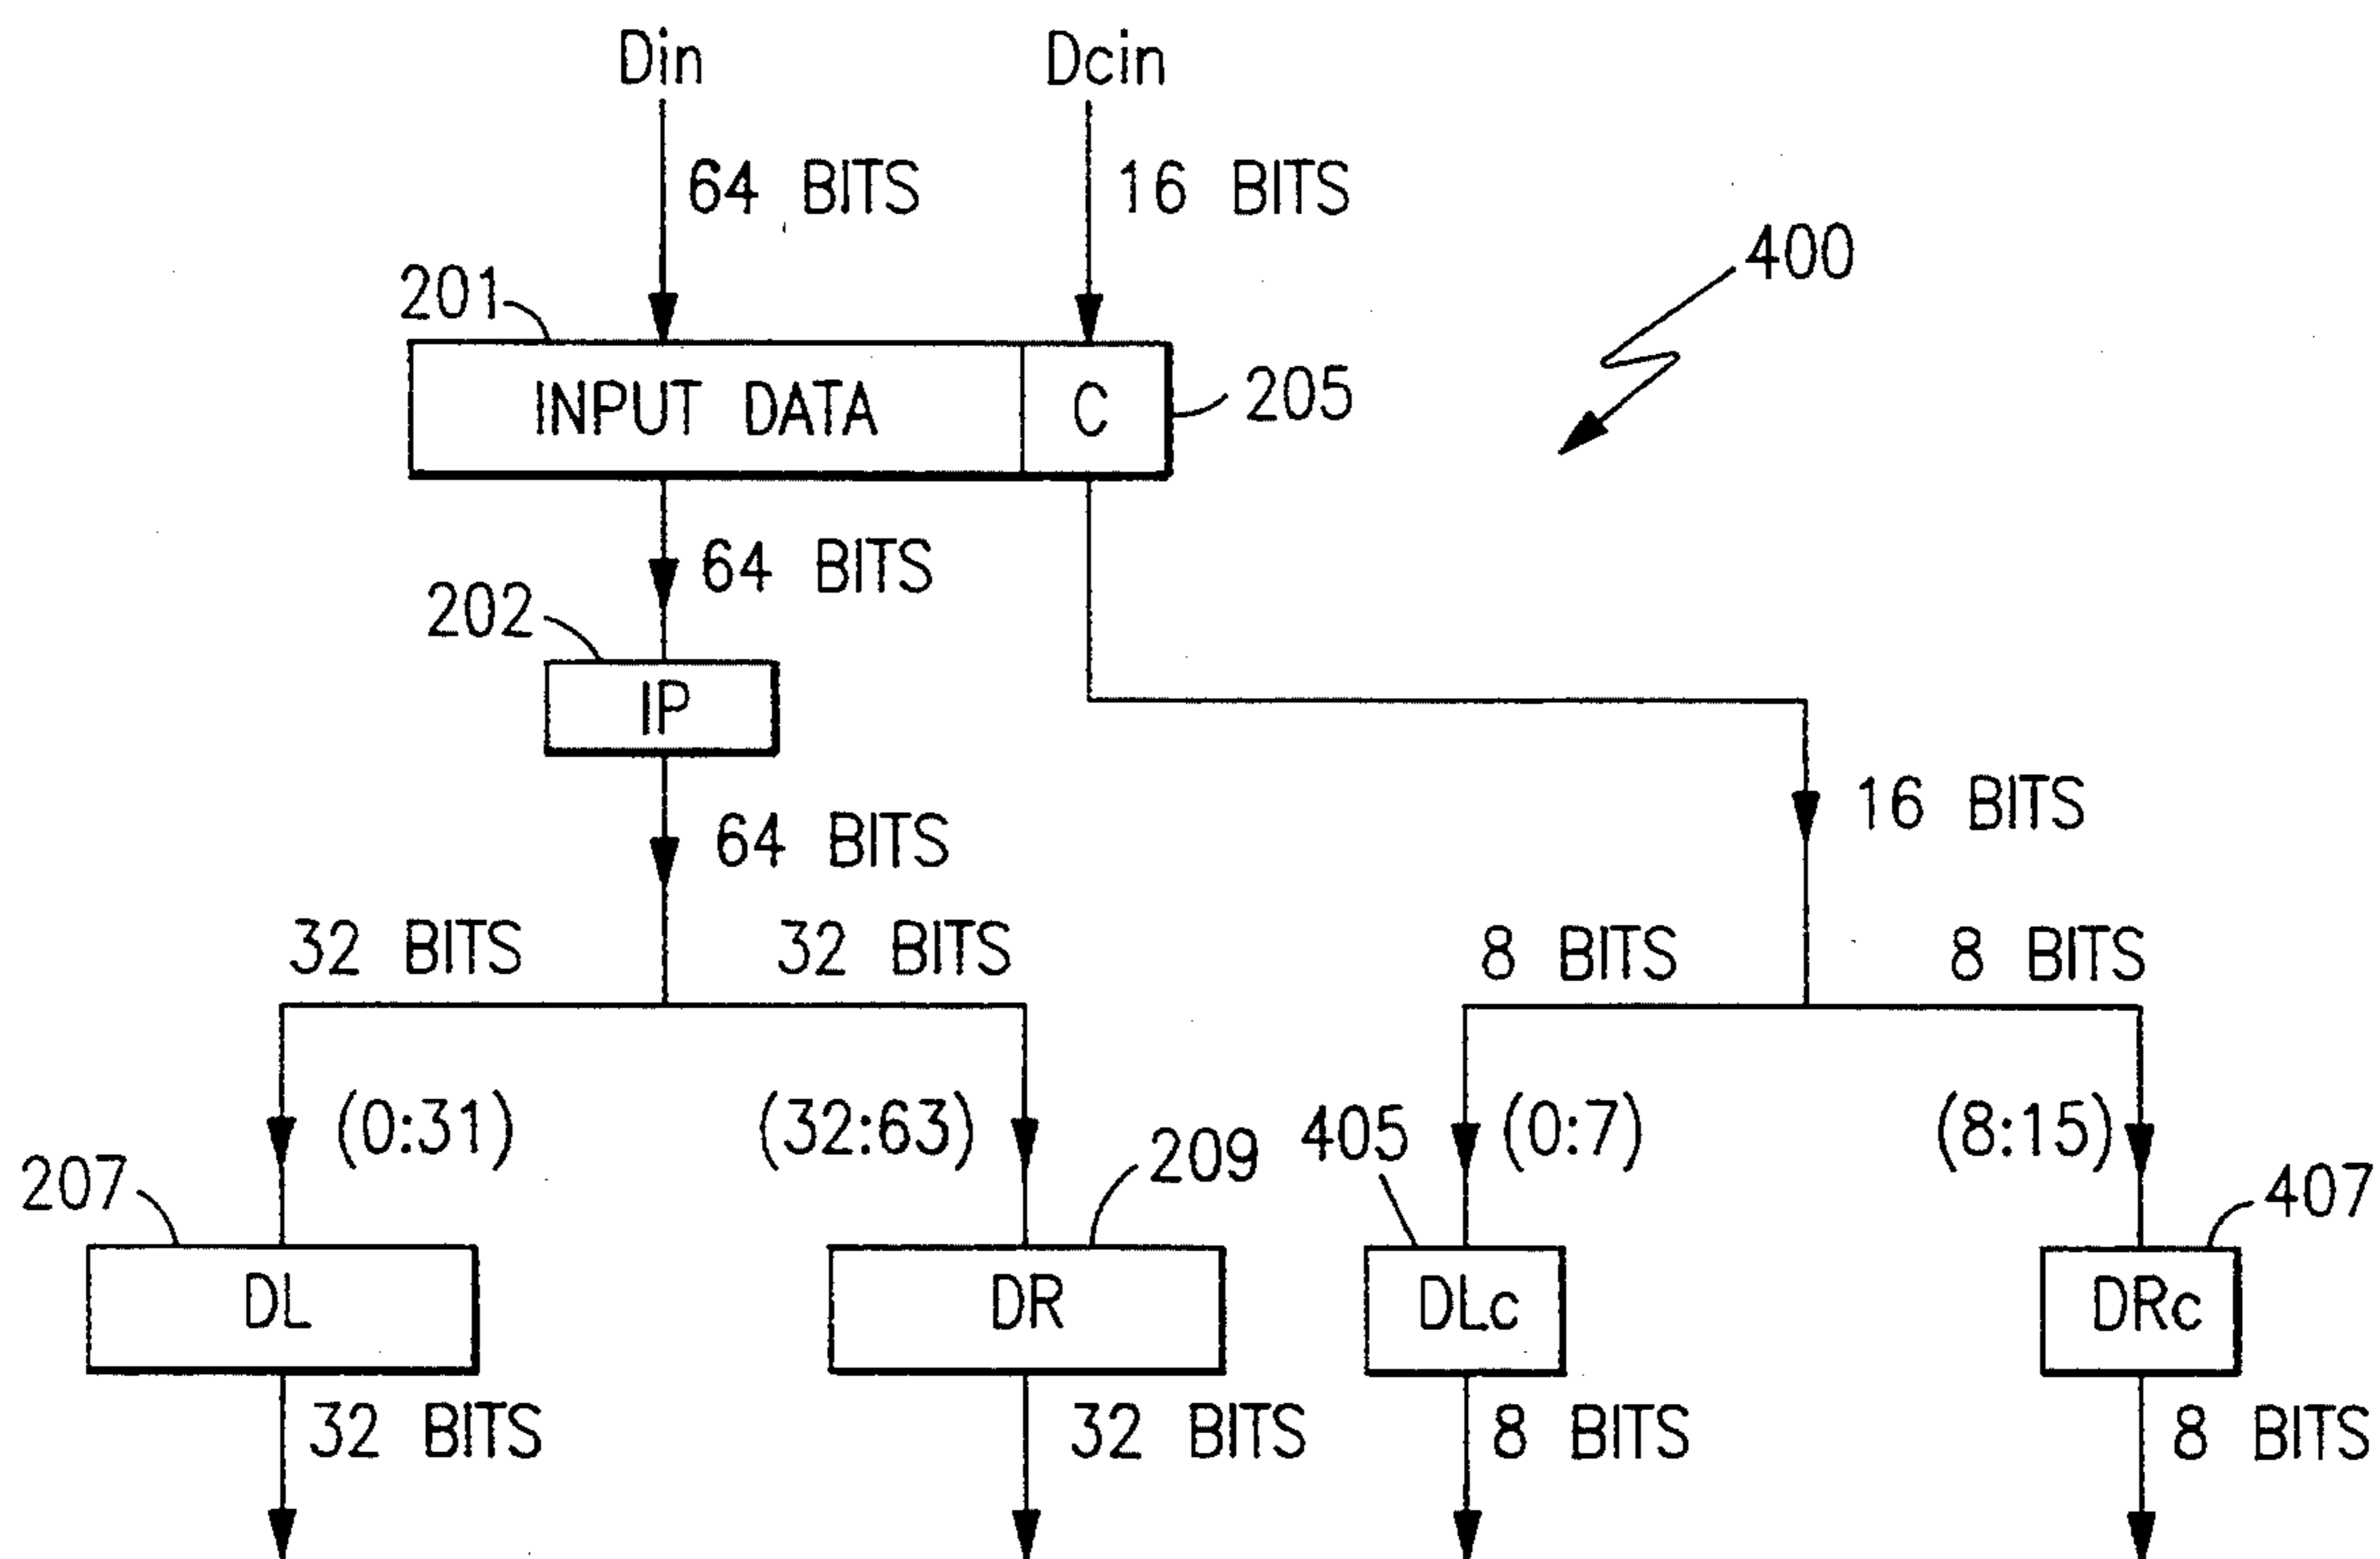 Din
Dcin
64 BITS
16 BITS
400
201
INPUT DATA
C
205
64 BITS
202
IP
16 BITS
64 BITS
32 BITS
32 BITS
8 BITS
8 BITS
(0:31)
(32:63)
405
(0:7)
(8:15)
207
209
407
DL
DR
DLc
DRc
32 BITS
32 BITS
8 BITS
8 BITS